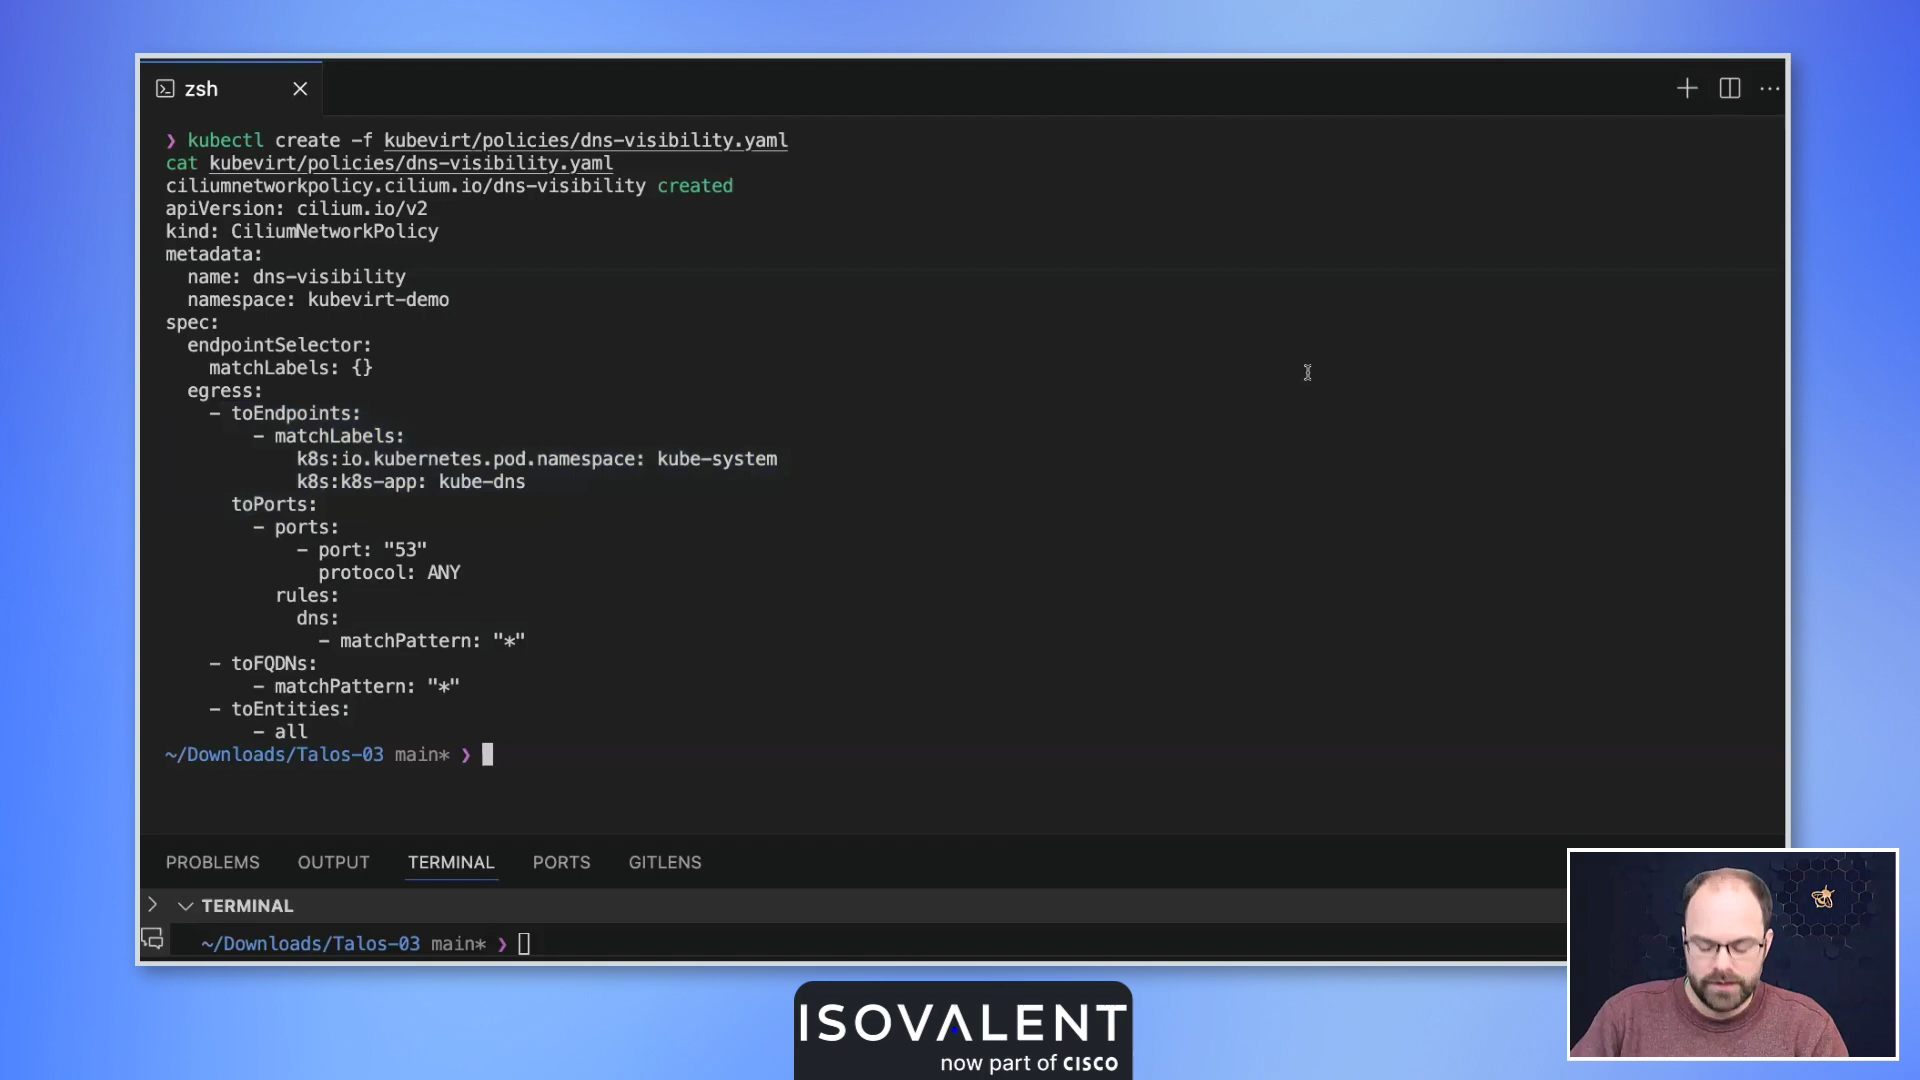 zsh
❯ kubectl create -f kubevirt/policies/dns-visibility.yaml
cat kubevirt/policies/dns-visibility.yaml
ciliumnetworkpolicy.cilium.io/dns-visibility created
apiVersion: cilium.io/v2
kind: CiliumNetworkPolicy
metadata:
  name: dns-visibility
  namespace: kubevirt-demo
spec:
  endpointSelector:
    matchLabels: {}
  egress:
    - toEndpoints:
        - matchLabels:
            k8s:io.kubernetes.pod.namespace: kube-system
            k8s:k8s-app: kube-dns
      toPorts:
        - ports:
            - port: "53"
              protocol: ANY
          rules:
            dns:
              - matchPattern: "*"
    - toFQDNs:
        - matchPattern: "*"
    - toEntities:
        - all
~/Downloads/Talos-03 main* ❯
PROBLEMS OUTPUT TERMINAL PORTS GITLENS
TERMINAL
~/Downloads/Talos-03 main* ❯
ISOVALENT
now part of CISCO